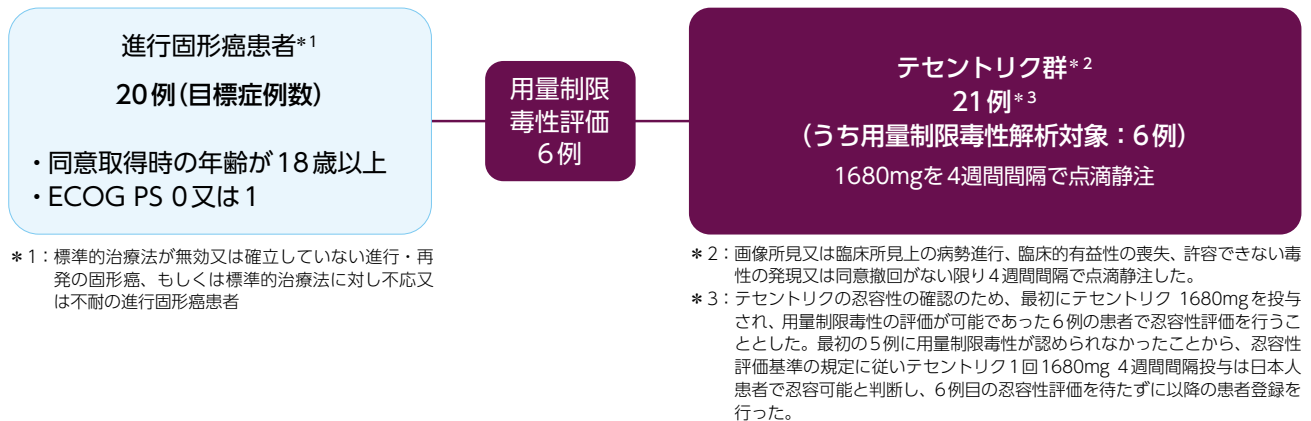 進行固形癌患者*1
20例(目標症例数)
・同意取得時の年齢が18歳以上
・ECOG PS 0又は1
用量制限
毒性評価
6例
テセントリク群*2
21例*3
(うち用量制限毒性解析対象：6例)
1680mgを4週間間隔で点滴静注
*1：標準的治療法が無効又は確立していない進行・再
発の固形癌、もしくは標準的治療法に対し不応又
は不耐の進行固形癌患者
*2：画像所見又は臨床所見上の病勢進行、臨床的有益性の喪失、許容できない毒
性の発現又は同意撤回がない限り4週間間隔で点滴静注した。
*3：テセントリクの忍容性の確認のため、最初にテセントリク 1680mgを投与
され、用量制限毒性の評価が可能であった6例の患者で忍容性評価を行うこ
ととした。最初の5例に用量制限毒性が認められなかったことから、忍容性
評価基準の規定に従いテセントリク1回1680mg 4週間間隔投与は日本人
患者で忍容可能と判断し、6例目の忍容性評価を待たずに以降の患者登録を
行った。